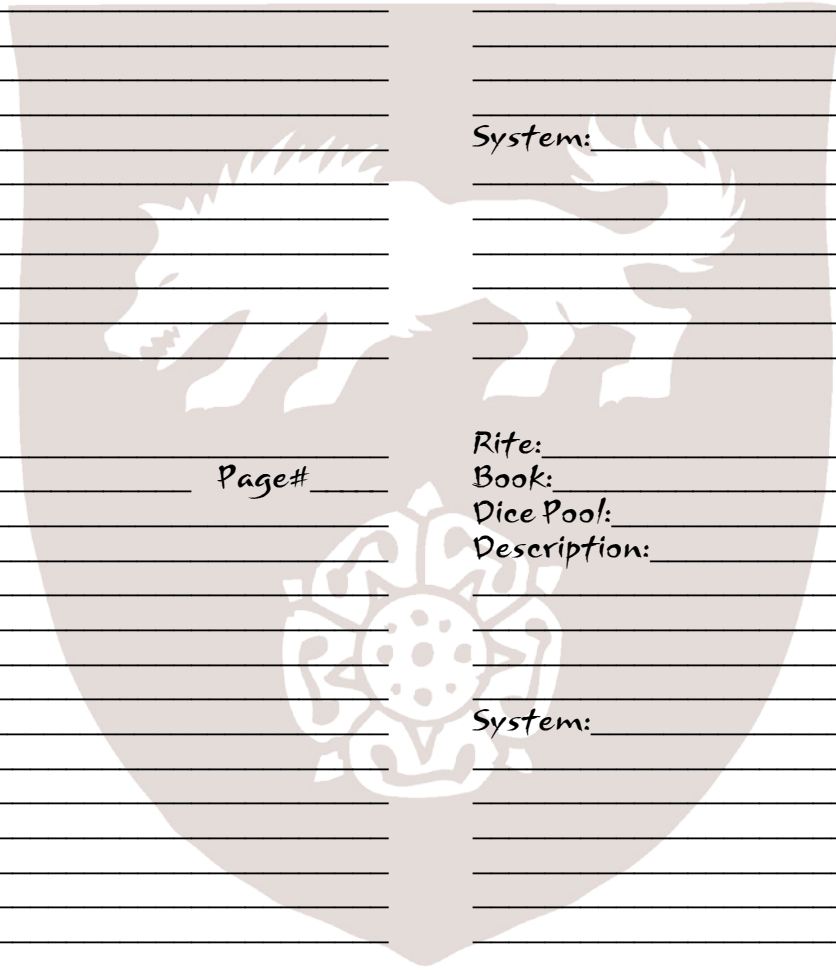 System:
Page#
Rite:
Book:
Dice Pool:
Description:
System: